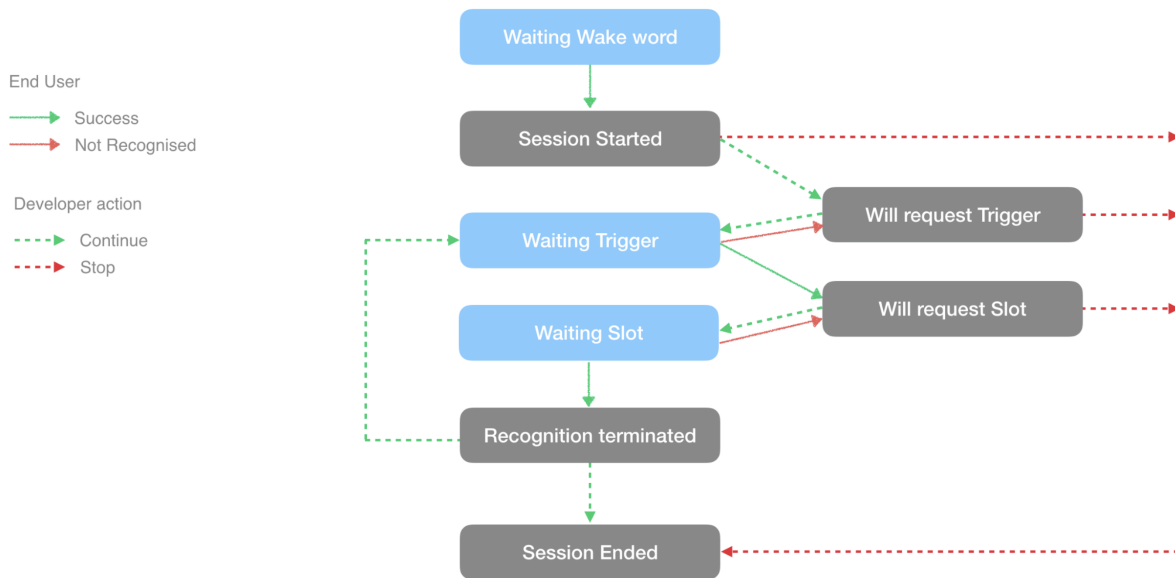 Waiting Wake word
End User
Success
Not Recognised
Session Started
Developer action
Continue
Stop
Will request Trigger
Waiting Trigger
Will request Slot
Waiting Slot
Recognition terminated
Session Ended